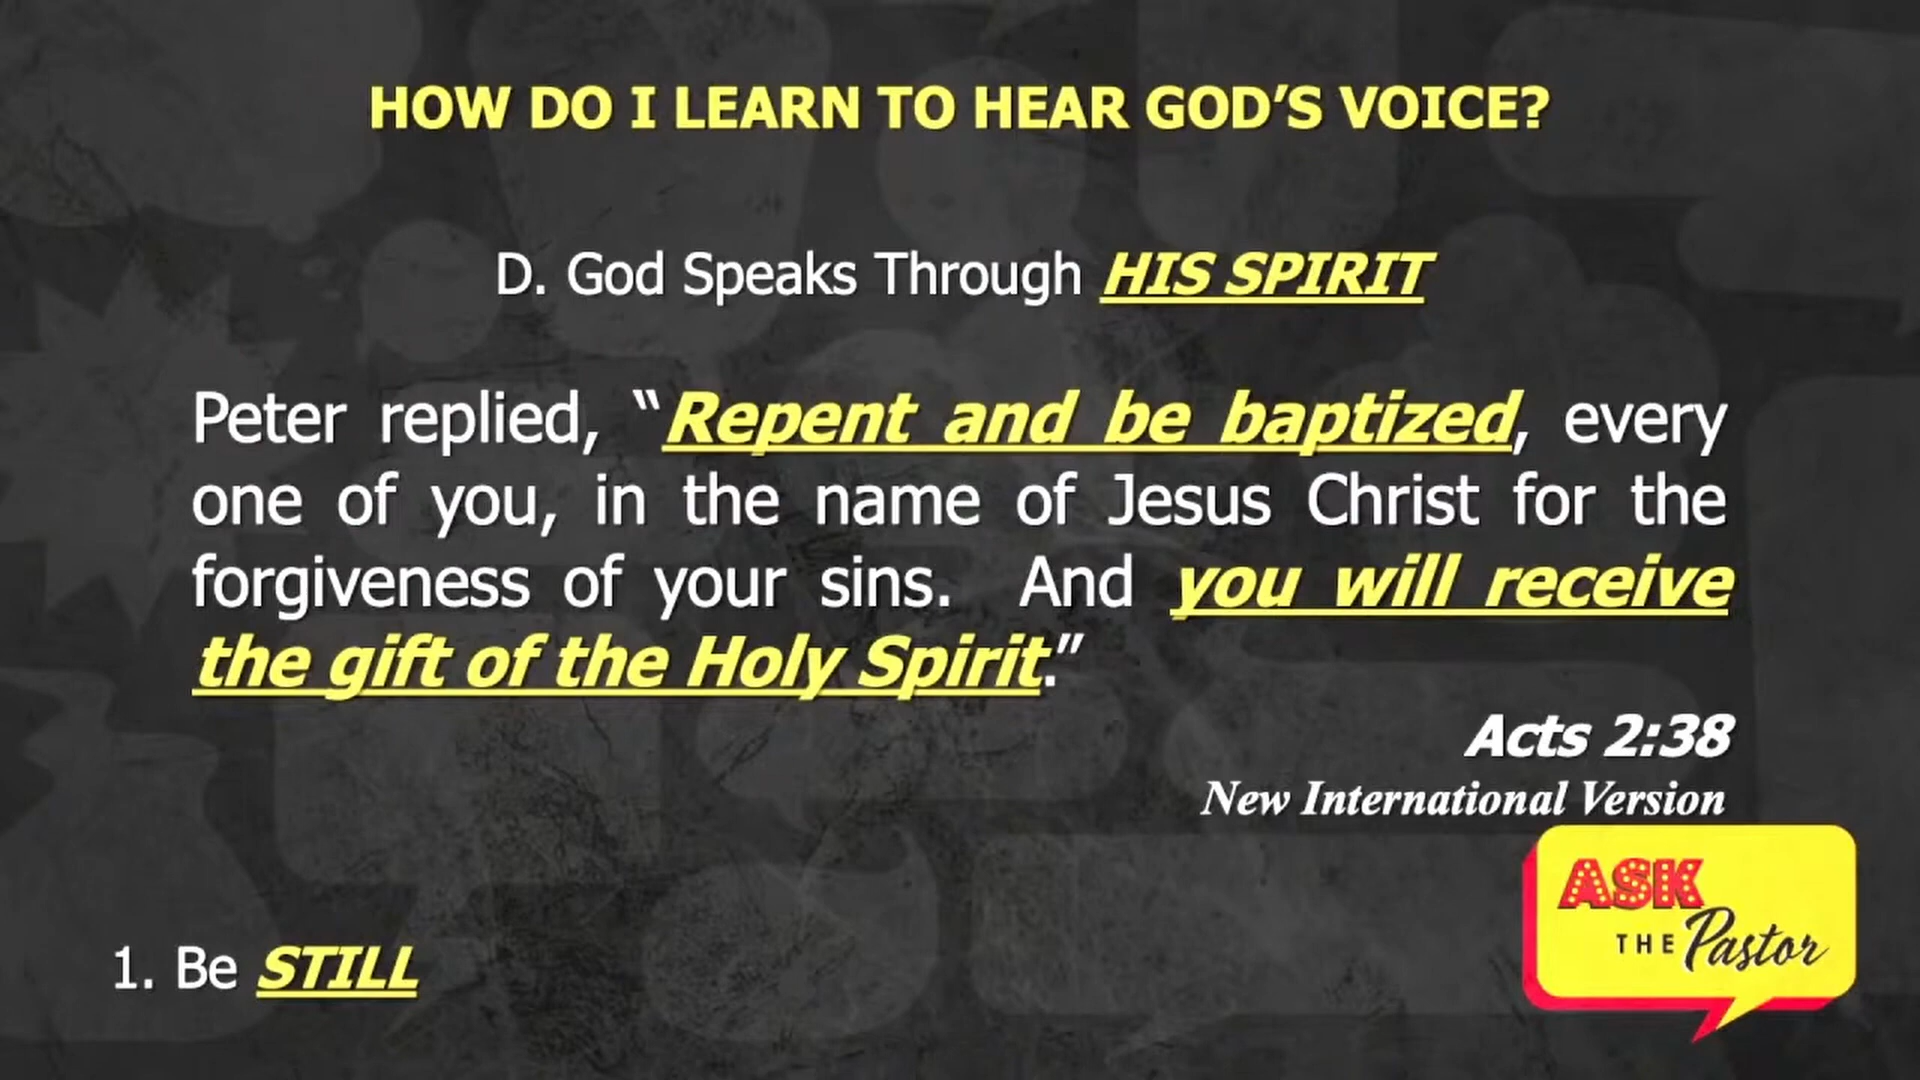 HOW DO I LEARN TO HEAR GOD’S VOICE?
D. God Speaks Through HIS SPIRIT
Peter replied, “Repent and be baptized, every
one of you, in the name of Jesus Christ for the
forgiveness of your sins. And you will receive
the gift of the Holy Spirit.”
Acts 2:38
New International Version
1. Be STILL
ASK
THE Pastor